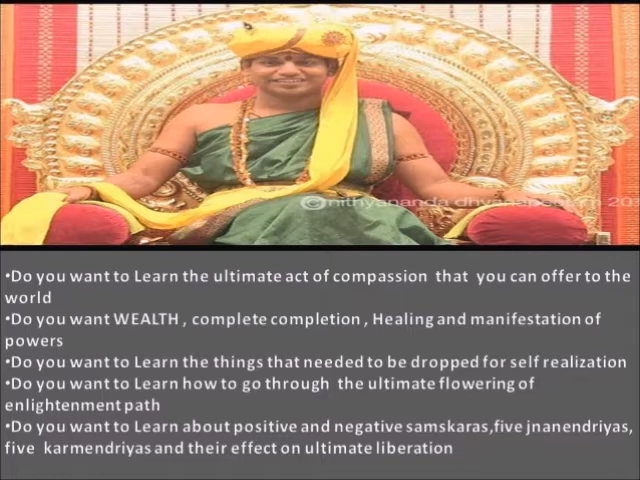 ©nithyananda dhyanapeetam 201
•Do you want to Learn the ultimate act of compassion that you can offer to the
world
•Do you want WEALTH , complete completion , Healing and manifestation of
powers
•Do you want to Learn the things that needed to be dropped for self realization
•Do you want to Learn how to go through the ultimate flowering of
enlightenment path
•Do you want to Learn about positive and negative samskaras,five jnanendriyas,
five karmendriyas and their effect on ultimate liberation